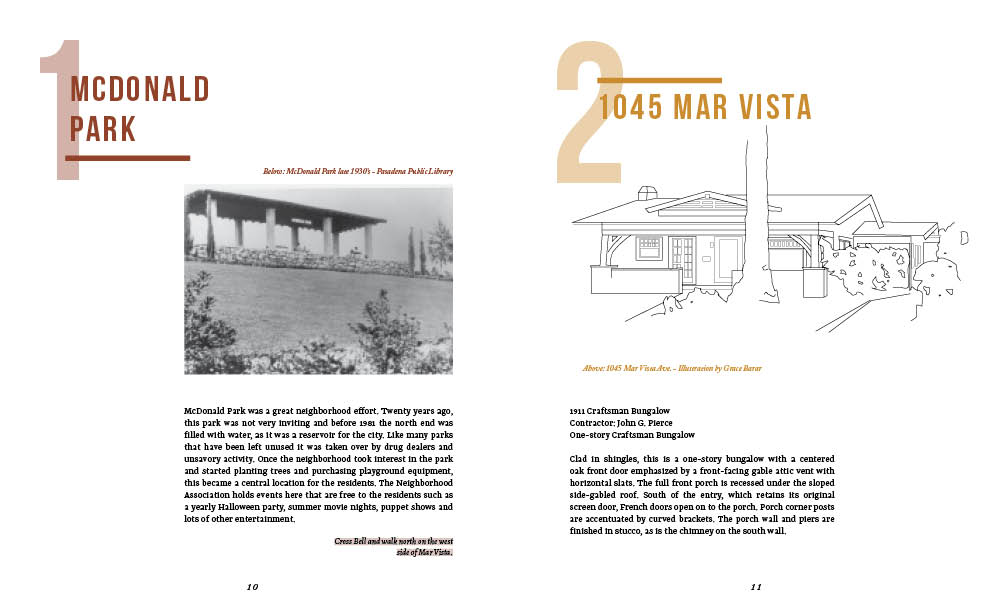 1
MCDONALD
PARK
Below: McDonald Park late 1930's - Pasadena Public Library
McDonald Park was a great neighborhood effort. Twenty years ago,
this park was not very inviting and before 1981 the north end was
filled with water, as it was a reservoir for the city. Like many parks
that have been left unused it was taken over by drug dealers and
unsavory activity. Once the neighborhood took interest in the park
and started planting trees and purchasing playground equipment,
this became a central location for the residents. The Neighborhood
Association holds events here that are free to the residents such as
a yearly Halloween party, summer movie nights, puppet shows and
lots of other entertainment.
Cross Bell and walk north on the west
side of Mar Vista.
10
2
1045 MAR VISTA
Above: 1045 Mar Vista Ave. - Illustration by Grace Barar
1911 Craftsman Bungalow
Contractor: John G. Pierce
One-story Craftsman Bungalow
Clad in shingles, this is a one-story bungalow with a centered
oak front door emphasized by a front-facing gable attic vent with
horizontal slats. The full front porch is recessed under the sloped
side-gabled roof. South of the entry, which retains its original
screen door, French doors open on to the porch. Porch corner posts
are accentuated by curved brackets. The porch wall and piers are
finished in stucco, as is the chimney on the south wall.
11